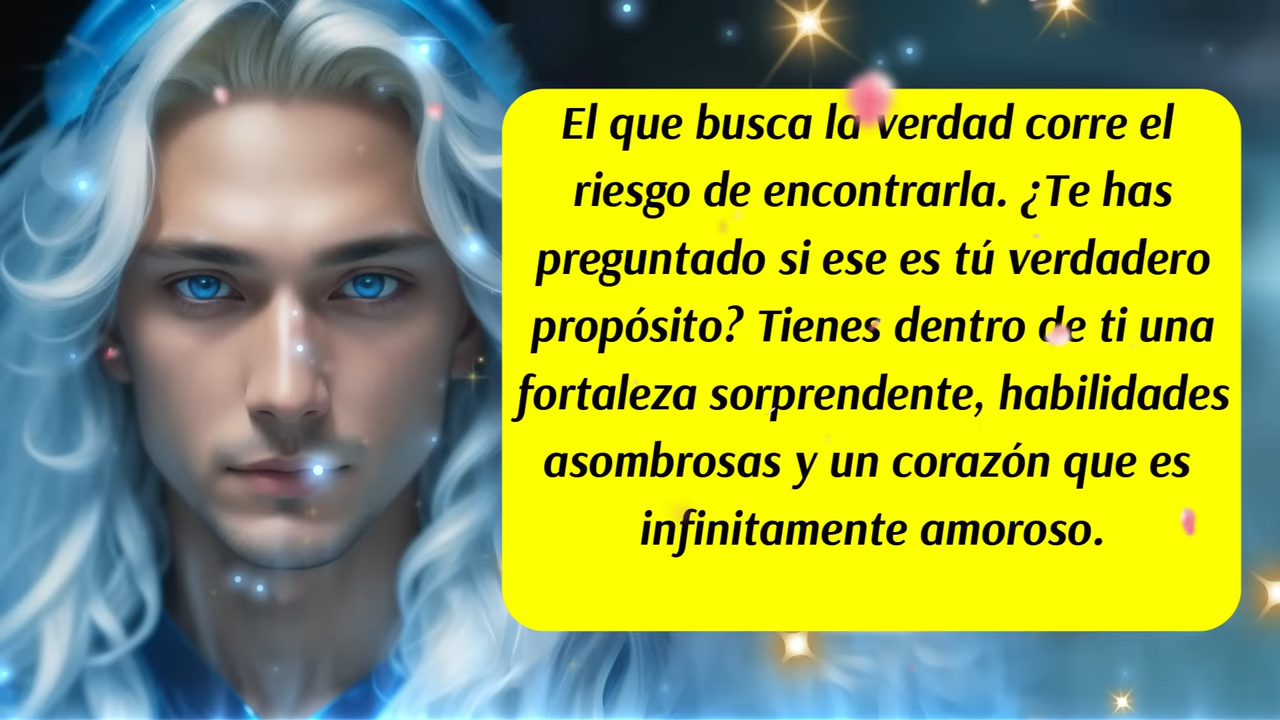 El que busca la verdad corre el
riesgo de encontrarla. ¿Te has
preguntado si ese es tú verdadero
propósito? Tienes dentro de ti una
fortaleza sorprendente, habilidades
asombrosas y un corazón que es
infinitamente amoroso.